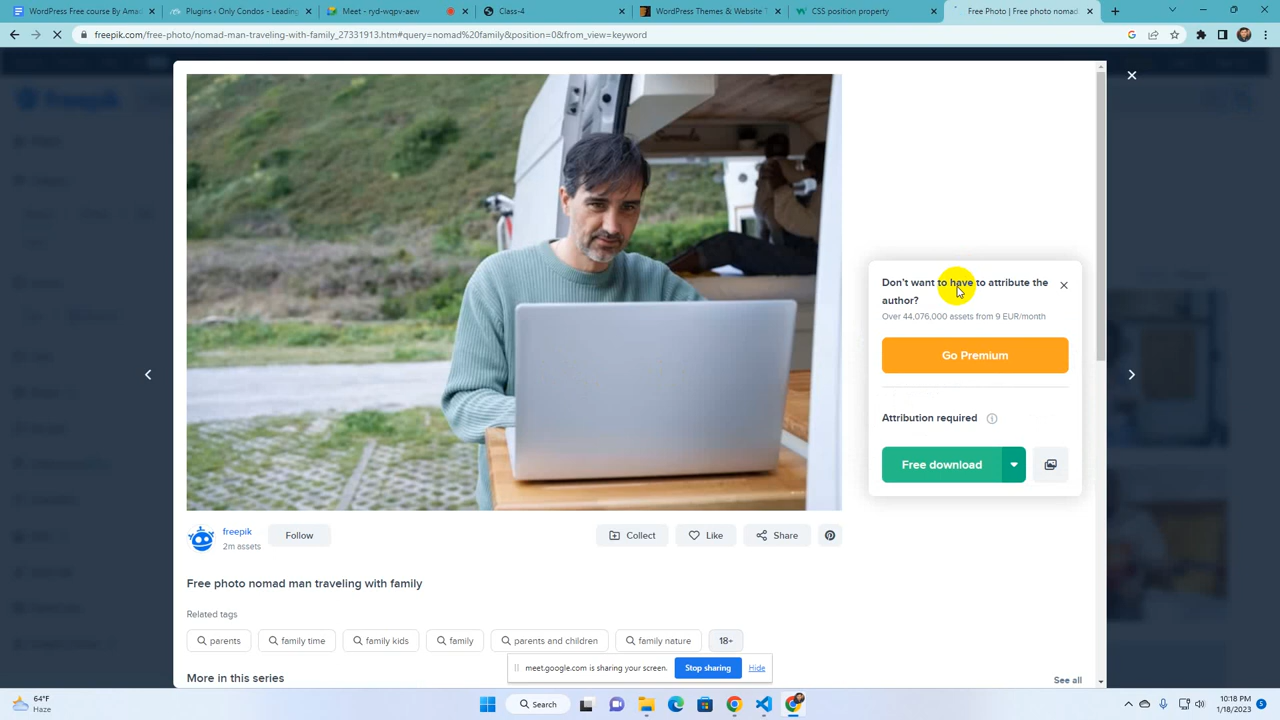 WordPress Free course By Amad
Plugins ‹ Only Condos - Leading
Meet - ryd-wqpv-aew
Class-4
WordPress Themes & Website T
CSS position property
Free Photo | Freepik nomad
freepik.com/free-photo/nomad-man-traveling-with-family_27331913.htm#query=nomad%20family&position=0&from_view=keyword
Don't want to have to attribute the
author?
Over 44,076,000 assets from 9 EUR/month
Go Premium
Attribution required
Free download
freepik
2m assets
Follow
Collect
Like
Share
Free photo nomad man traveling with family
Related tags
parents
family time
family kids
family
parents and children
family nature
18+
meet.google.com is sharing your screen.
Stop sharing
Hide
More in this series
See all
64°F
Haze
Search
10:18 PM
1/18/2023
5